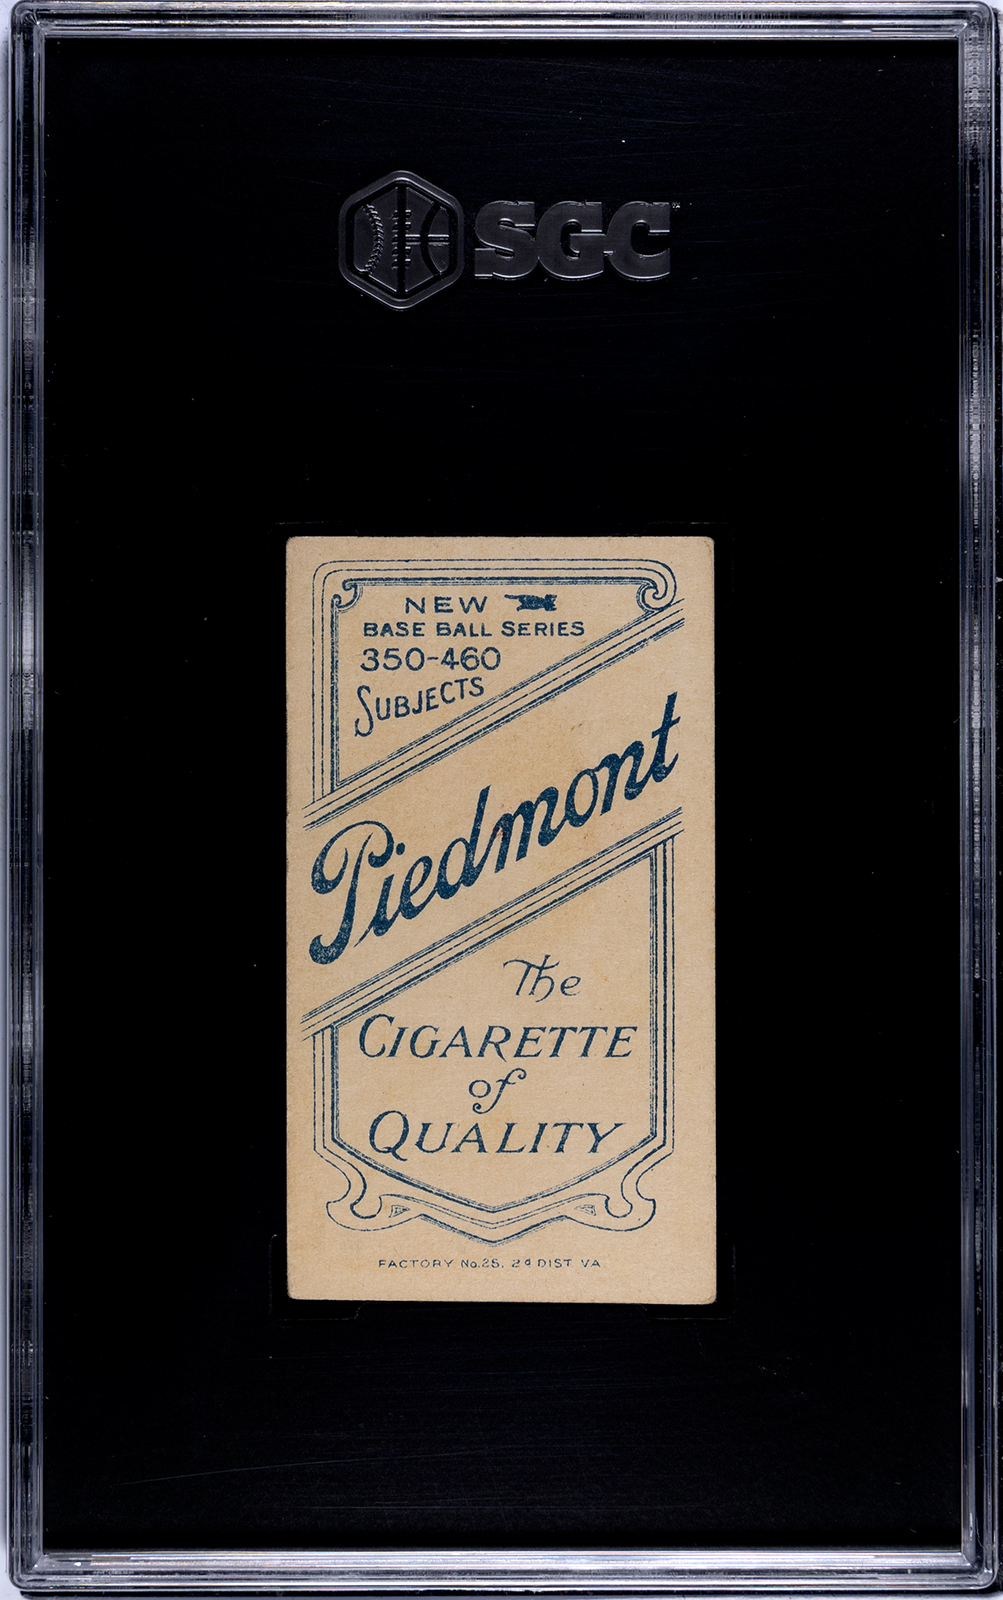 SGC
NEW
BASE BALL SERIES
350-460
SUBJECTS
Piedmont
The
CIGARETTE
of
QUALITY
FACTORY No. 25, 2d DIST. VA.